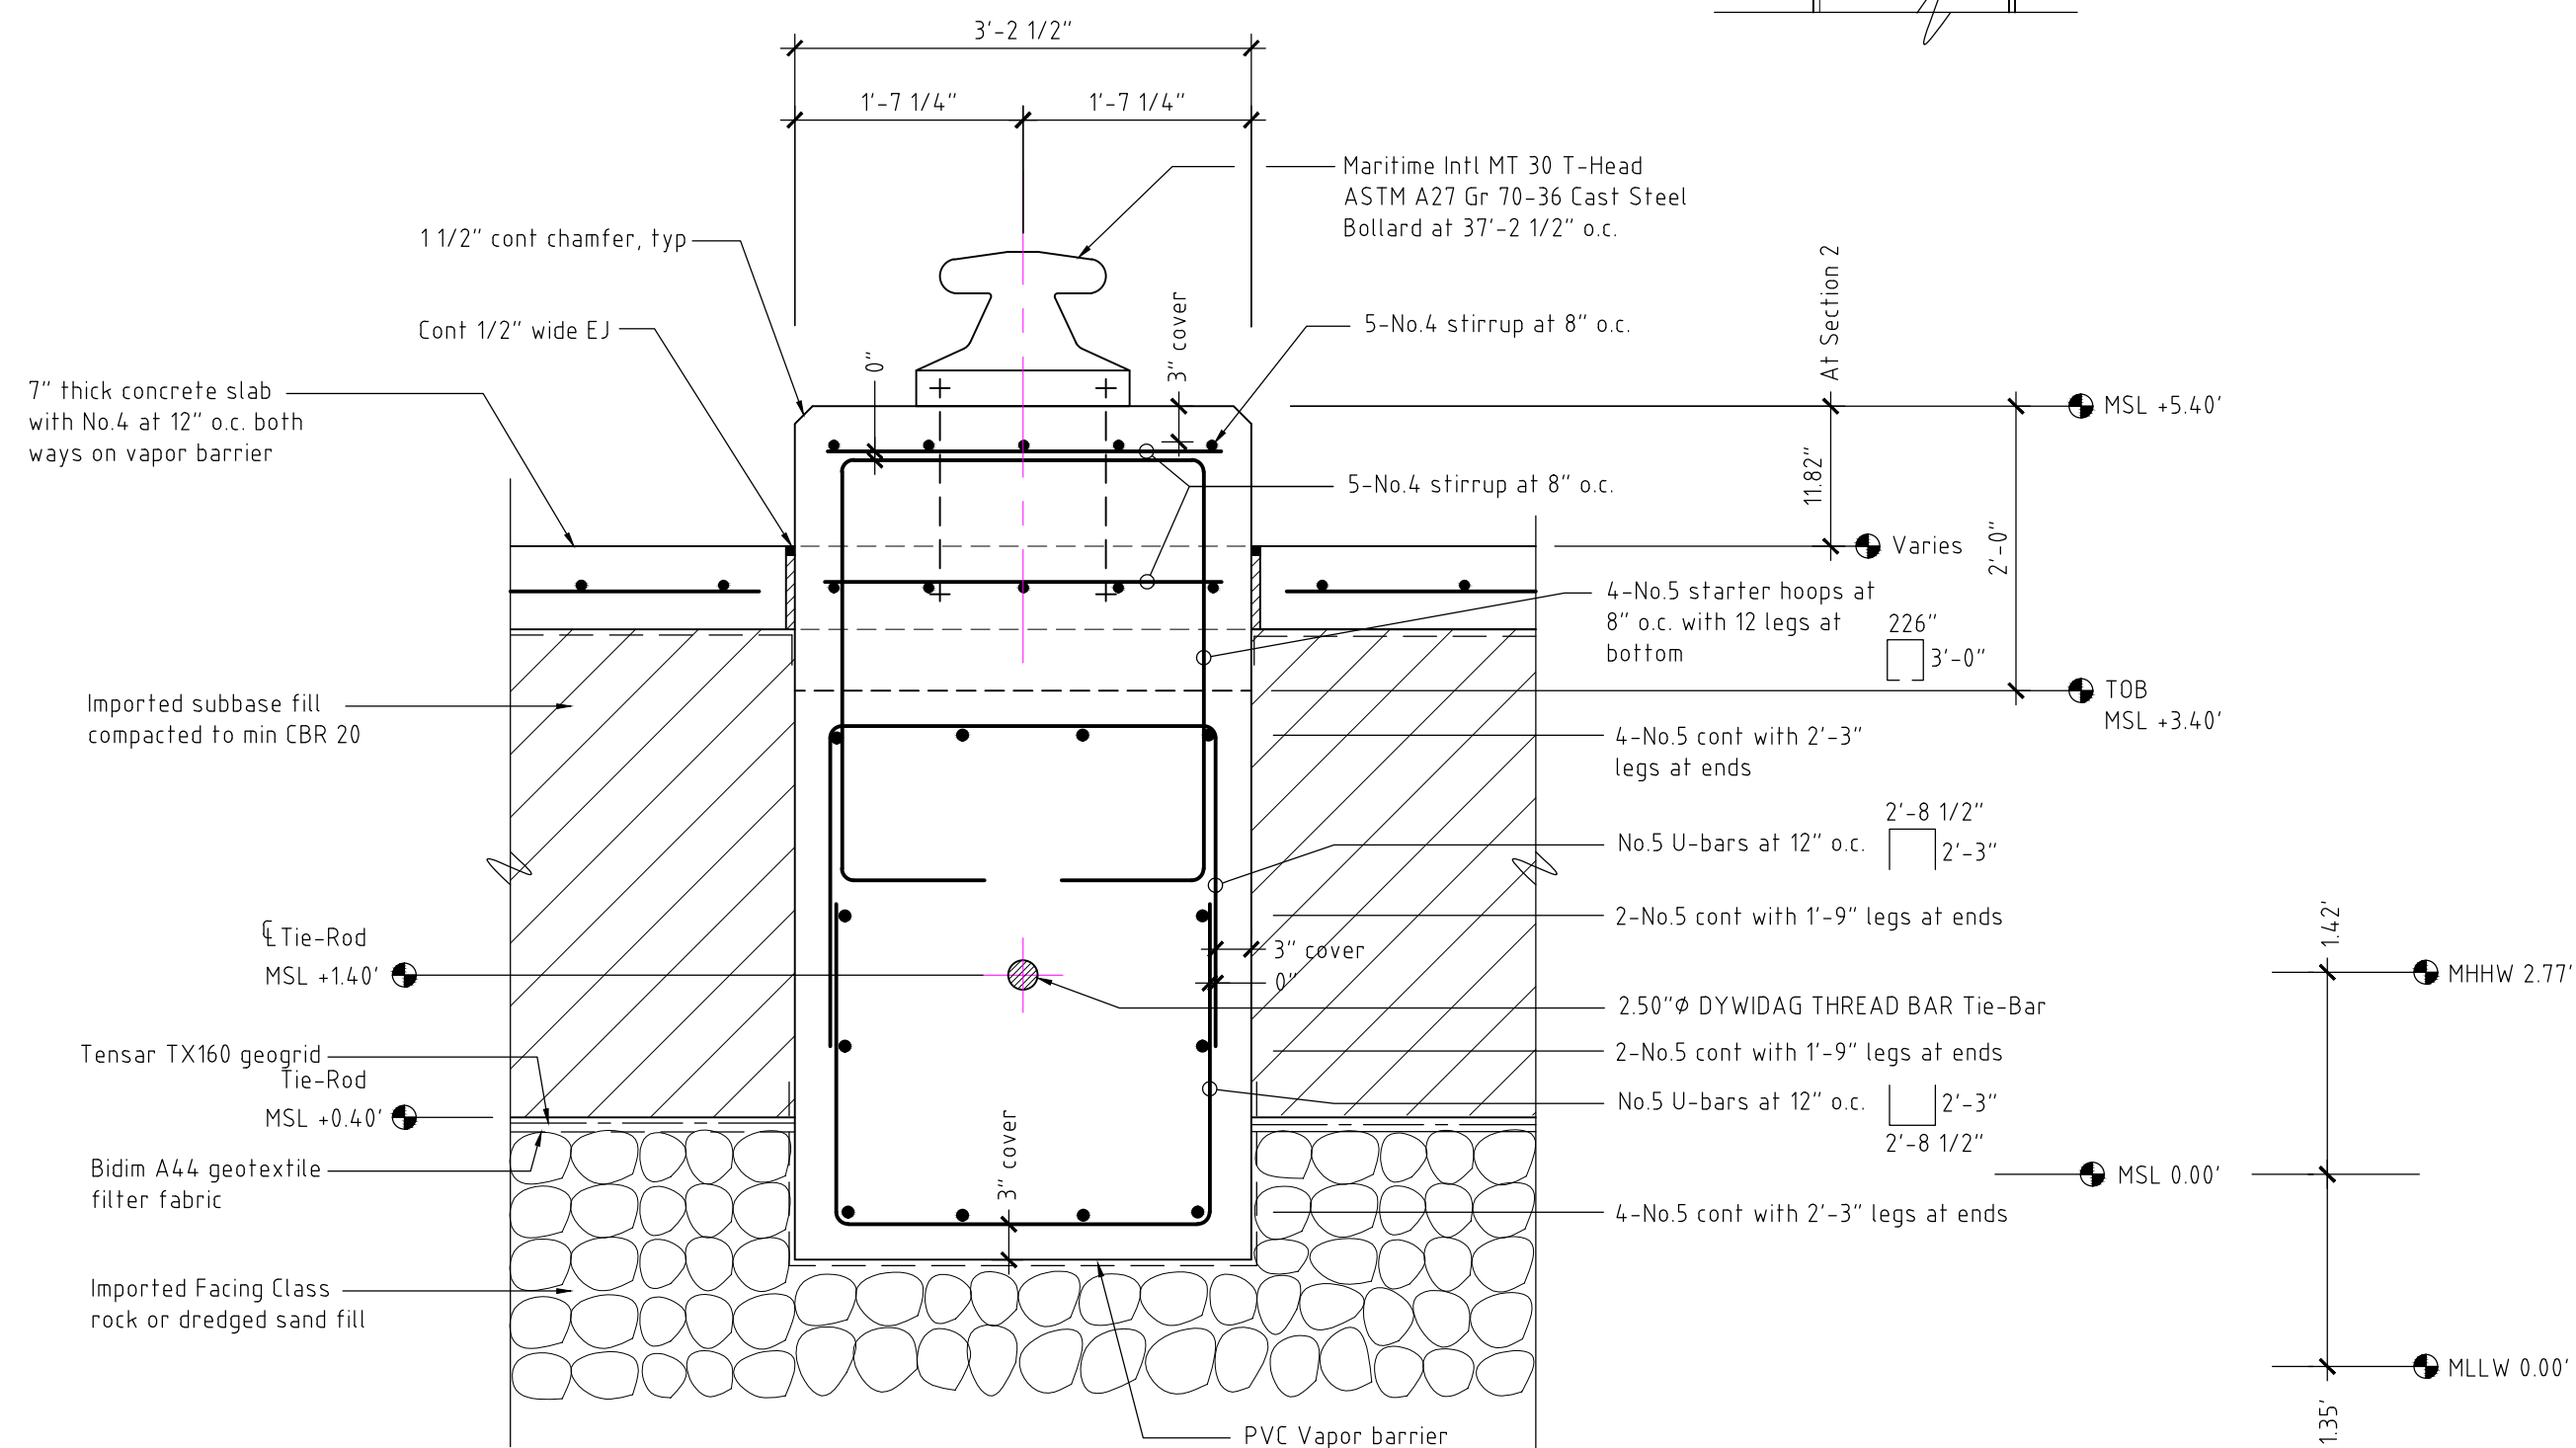 3'-2 1/2"
1'-7 1/4"
1'-7 1/4"
Maritime Intl MT 30 T-Head
ASTM A27 Gr 70-36 Cast Steel
Bollard at 37'-2 1/2" o.c.
1 1/2" cont chamfer, typ
Cont 1/2" wide EJ
7" thick concrete slab
with No.4 at 12" o.c. both
ways on vapor barrier
0"
3" cover
5-No.4 stirrup at 8" o.c.
At Section 2
MSL +5.40'
11.82"
5-No.4 stirrup at 8" o.c.
Varies
2'-0"
4-No.5 starter hoops at
8" o.c. with 12 legs at
bottom
226"
3'-0"
TOB
MSL +3.40'
Imported subbase fill
compacted to min CBR 20
4-No.5 cont with 2'-3"
legs at ends
2'-8 1/2"
No.5 U-bars at 12" o.c.
2'-3"
2-No.5 cont with 1'-9" legs at ends
℄ Tie-Rod
MSL +1.40'
3" cover
0"
1.42'
MHHW 2.77'
2.50"Ø DYWIDAG THREAD BAR Tie-Bar
Tensar TX160 geogrid
Tie-Rod
MSL +0.40'
2-No.5 cont with 1'-9" legs at ends
No.5 U-bars at 12" o.c.
2'-3"
2'-8 1/2"
3" cover
Bidim A44 geotextile
filter fabric
MSL 0.00'
4-No.5 cont with 2'-3" legs at ends
Imported Facing Class
rock or dredged sand fill
MLLW 0.00'
1.35'
PVC Vapor barrier